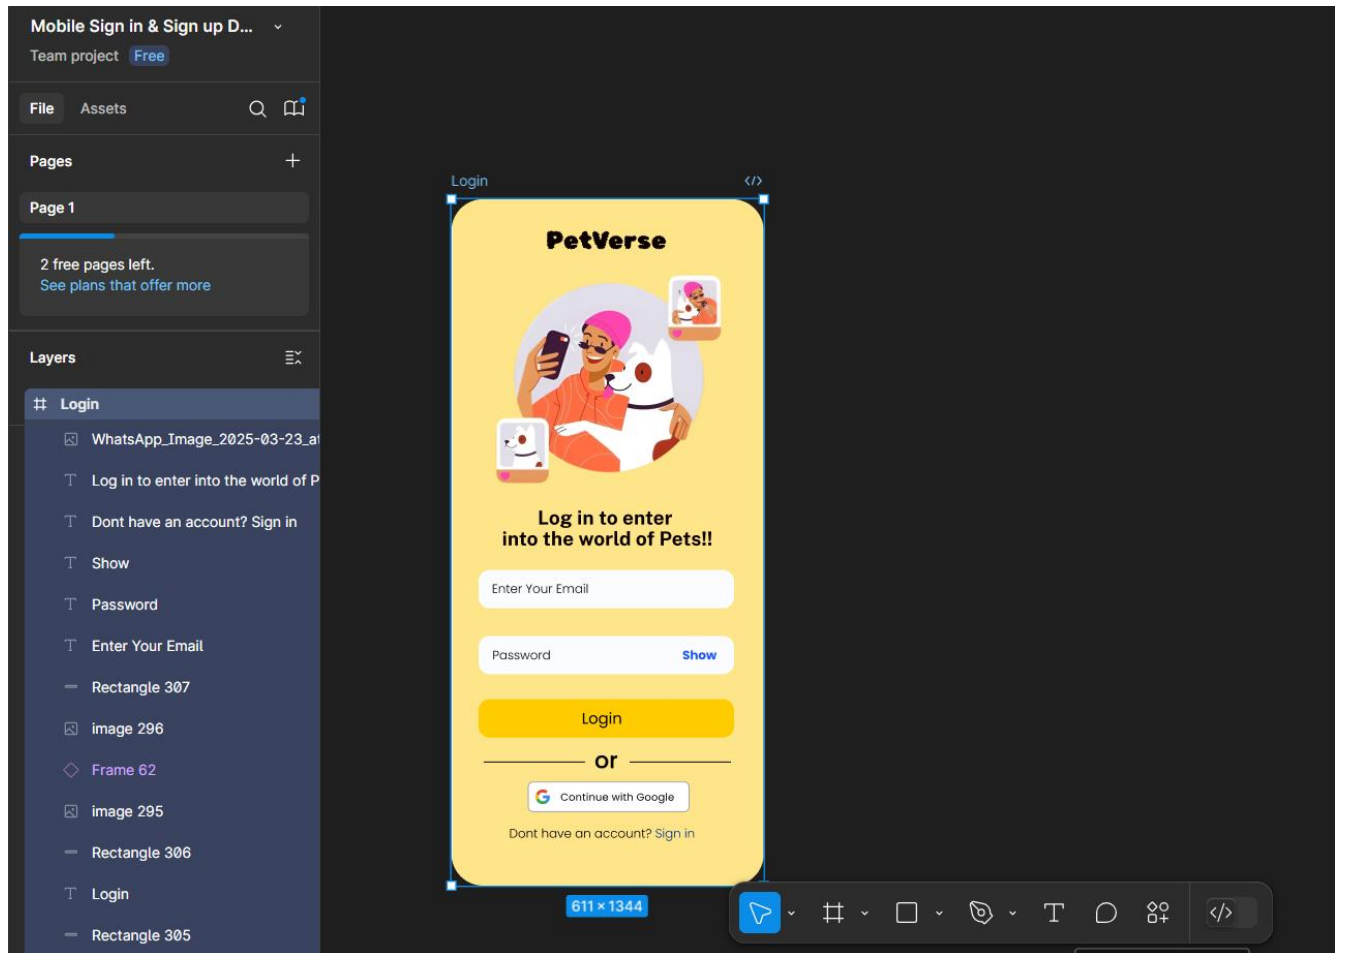 Mobile Sign in & Sign up D...
Team project Free
File Assets
Pages
Page 1
2 free pages left.
See plans that offer more
Layers
Login
WhatsApp_Image_2025-03-23_at
Log in to enter into the world of P
Dont have an account? Sign in
Show
Password
Enter Your Email
Rectangle 307
image 296
Frame 62
image 295
Rectangle 306
Login
Rectangle 305
Login
PetVerse
Log in to enter
into the world of Pets!!
Enter Your Email
Password Show
Login
or
Continue with Google
Dont have an account? Sign in
611 × 1344